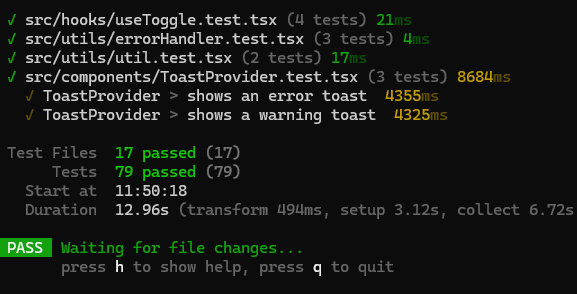 ✓ src/hooks/useToggle.test.tsx (4 tests) 21ms
✓ src/utils/errorHandler.test.tsx (3 tests) 4ms
✓ src/utils/util.test.tsx (2 tests) 17ms
✓ src/components/ToastProvider.test.tsx (3 tests) 8684ms
✓ ToastProvider > shows an error toast 4355ms
✓ ToastProvider > shows a warning toast 4325ms
Test Files 17 passed (17)
Tests 79 passed (79)
Start at 11:50:18
Duration 12.96s (transform 494ms, setup 3.12s, collect 6.72s
PASS Waiting for file changes...
press h to show help, press q to quit